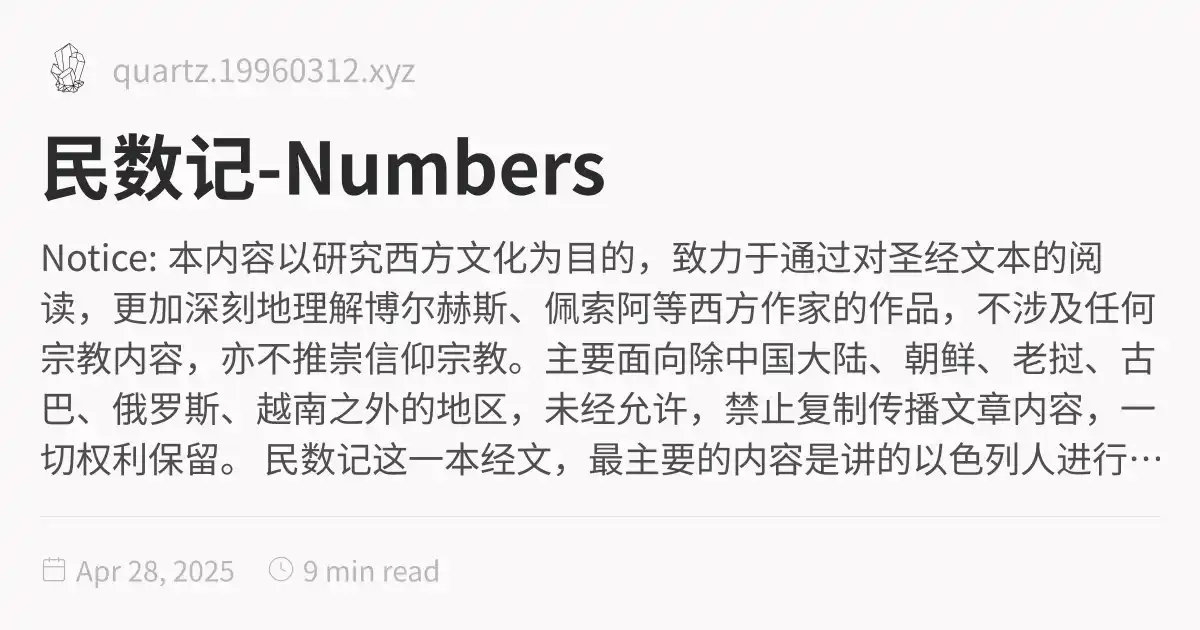 quartz.19960312.xyz
民数记-Numbers
Notice: 本内容以研究西方文化为目的，致力于通过对圣经文本的阅
读，更加深刻地理解博尔赫斯、佩索阿等西方作家的作品，不涉及任何
宗教内容，亦不推崇信仰宗教。主要面向除中国大陆、朝鲜、老挝、古
巴、俄罗斯、越南之外的地区，未经允许，禁止复制传播文章内容，一
切权利保留。 民数记这一本经文，最主要的内容是讲的以色列人进行…
Apr 28, 2025 9 min read